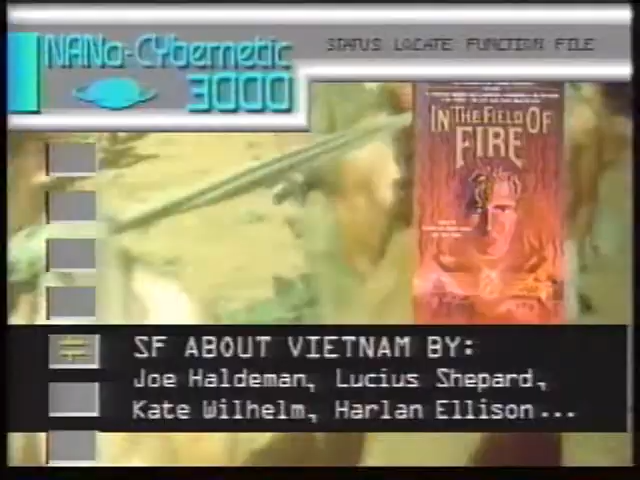 NANo-CYbernetic
3000
STATUS LOCATE FUNCTION FILE
IN THE FIELD OF
FIRE
SF ABOUT VIETNAM BY:
Joe Haldeman, Lucius Shepard,
Kate Wilhelm, Harlan Ellison...